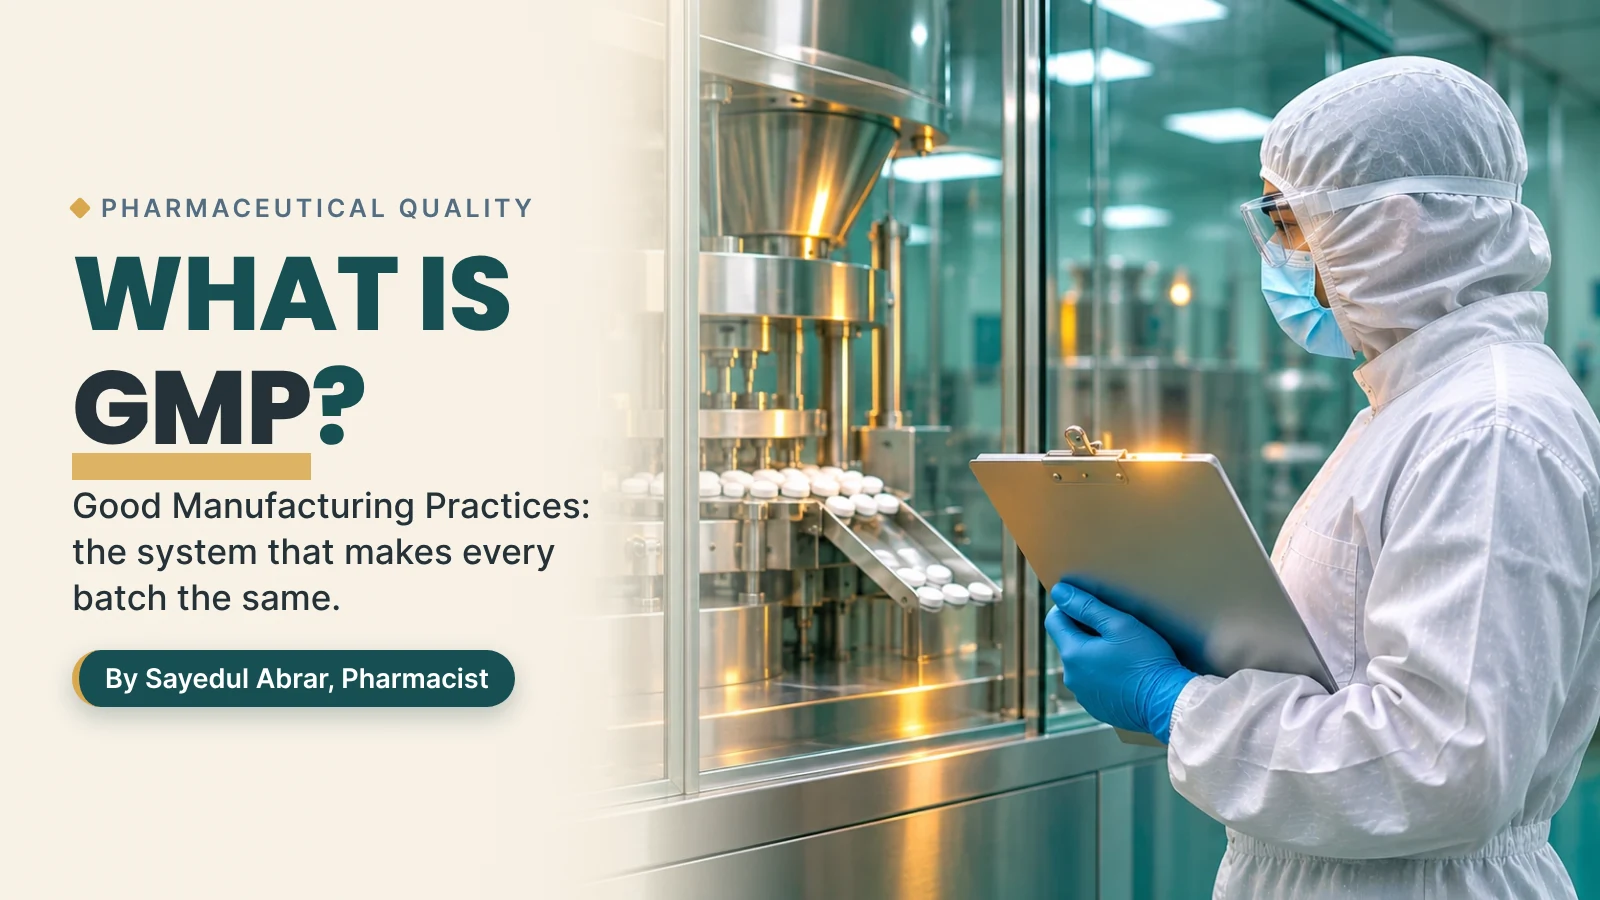 PHARMACEUTICAL QUALITY
WHAT IS
GMP?
Good Manufacturing Practices:
the system that makes every
batch the same.
By Sayedul Abrar, Pharmacist